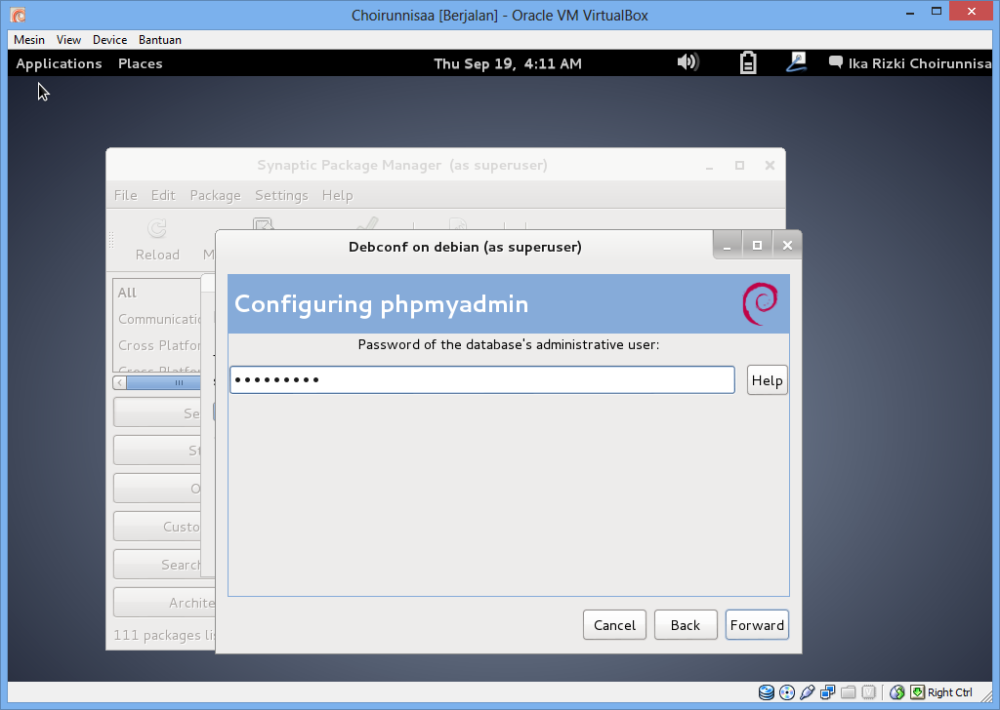 Choirunnisaa [Berjalan] - Oracle VM VirtualBox
Mesin View Device Bantuan
Applications Places Thu Sep 19, 4:11 AM Ika Rizki Choirunnisa
Synaptic Package Manager (as superuser)
File Edit Package Settings Help
Reload M
Debconf on debian (as superuser)
All
Configuring phpmyadmin
Communicatio
Password of the database's administrative user:
Cross Platfor
Cross Platfor
••••••••• Help
Se
St
O
Custo
Search
Archite
Cancel Back Forward
111 packages lis
Right Ctrl